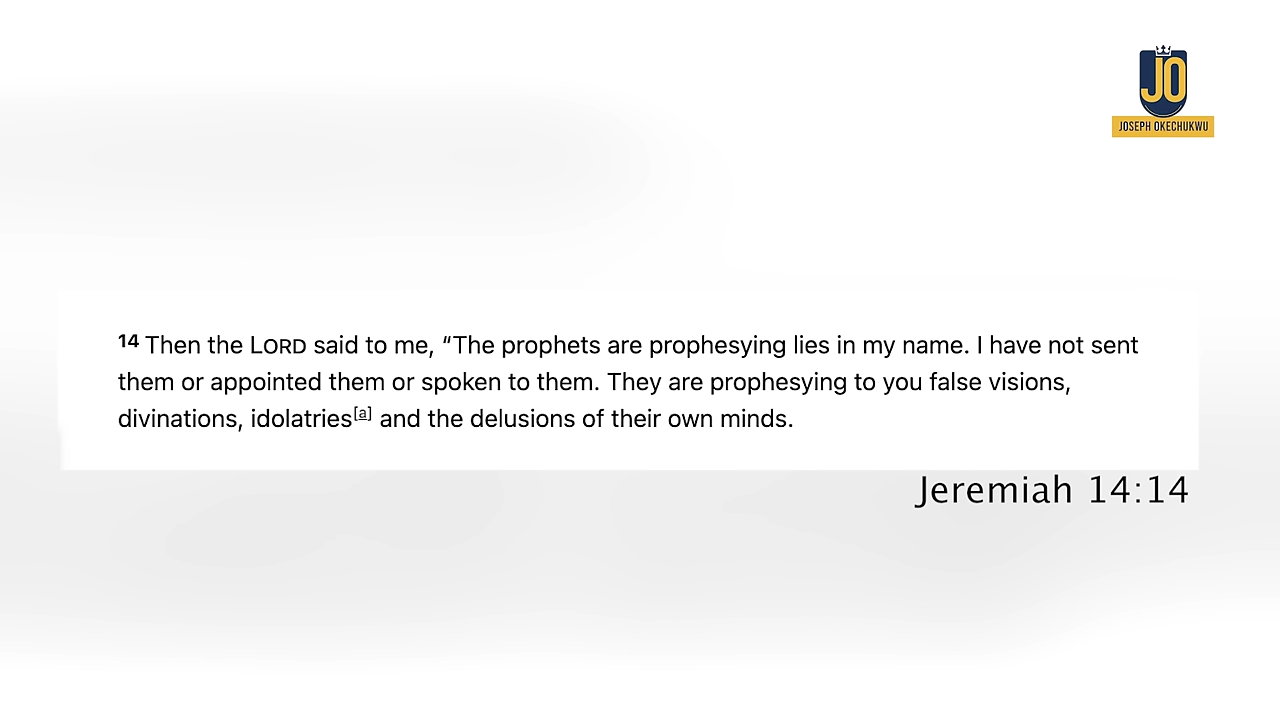 JO
JOSEPH OKECHUKWU
14 Then the LORD said to me, “The prophets are prophesying lies in my name. I have not sent
them or appointed them or spoken to them. They are prophesying to you false visions,
divinations, idolatries[a] and the delusions of their own minds.
Jeremiah 14:14